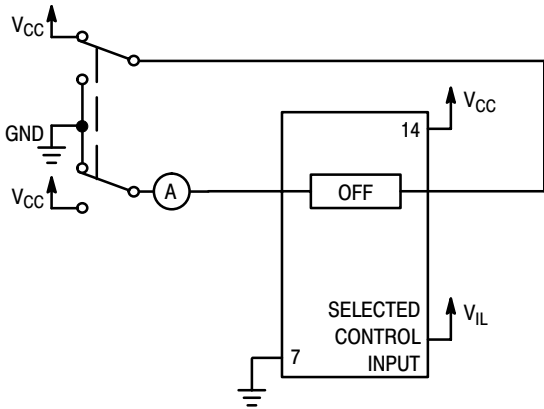 VCC
GND
VCC
A
14
VCC
OFF
SELECTED
CONTROL
INPUT
VIL
7